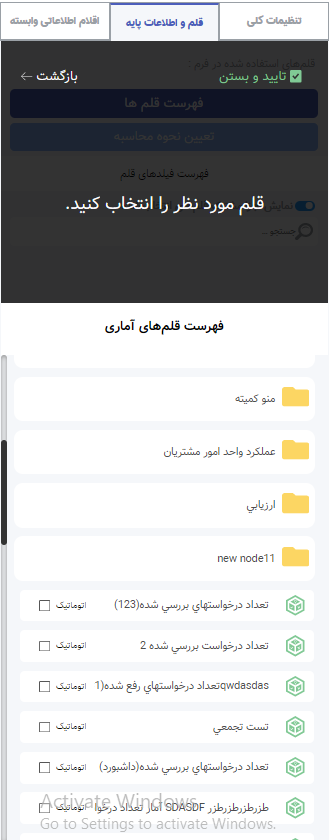 تنظیمات کلی
قلم و اطلاعات پایه
اقلام اطلاعاتی وابسته
قلم‌های استفاده شده در فرم
تایید و بستن
بازگشت
فهرست قلم ها
تعیین نحوه محاسبه
فهرست فیلدهای قلم
نمایش
قلم مورد نظر را انتخاب کنید.
جستجو ..
فهرست قلم‌های آماری
منو کمیته
عملکرد واحد امور مشتریان
ارزيابي
new node11
تعداد درخواستهاي بررسي شده(123) اتوماتیک
تعداد درخواست بررسي شده 2 اتوماتیک
qwdasdasتعداد درخواستهاي رفع شده(1 اتوماتیک
تست تجمعي اتوماتیک
تعداد درخواستهاي بررسي شده(داشبورد) اتوماتیک
طزرطزرطزرطزر SDASDF آمار تعداد درخوا اتوماتیک
Activate Windows
Go to Settings to activate Windows.